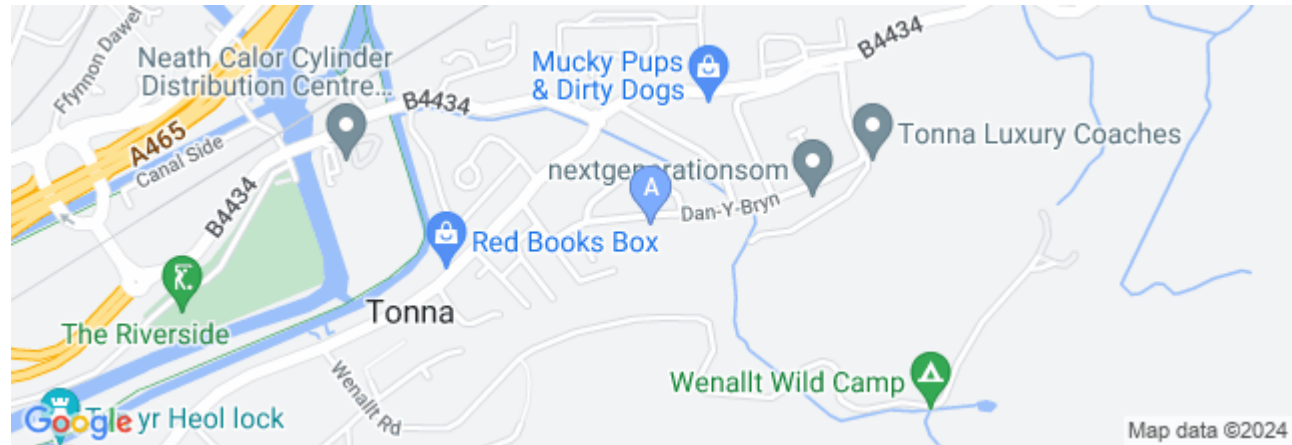 Ffynnon Dawel
Neath Calor Cylinder
Distribution Centre...
Mucky Pups
& Dirty Dogs
B4434
B4434
A465
Canal Side
B4434
Tonna Luxury Coaches
nextgenerationsom
A
Dan-Y-Bryn
Red Books Box
Tonna
The Riverside
Wenallt Rd
Wenallt Wild Camp
yr Heol lock
Google
Map data ©2024